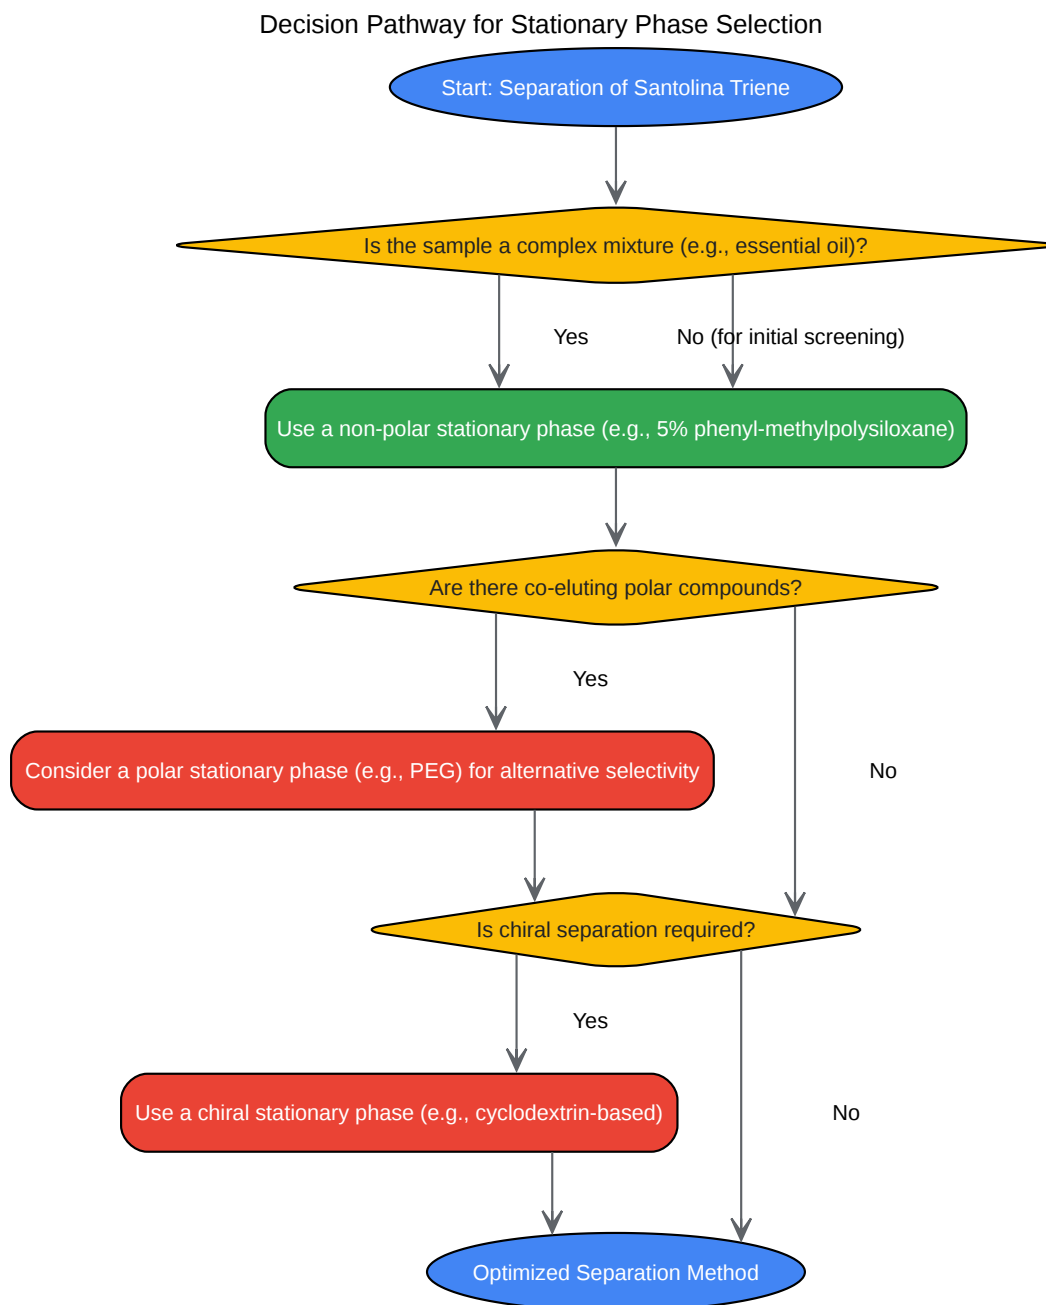 Decision Pathway for Stationary Phase Selection
Start: Separation of Santolina Triene
Is the sample a complex mixture (e.g., essential oil)?
Yes
No (for initial screening)
Use a non-polar stationary phase (e.g., 5% phenyl-methylpolysiloxane)
Are there co-eluting polar compounds?
Yes
Consider a polar stationary phase (e.g., PEG) for alternative selectivity
No
Is chiral separation required?
Yes
Use a chiral stationary phase (e.g., cyclodextrin-based)
No
Optimized Separation Method